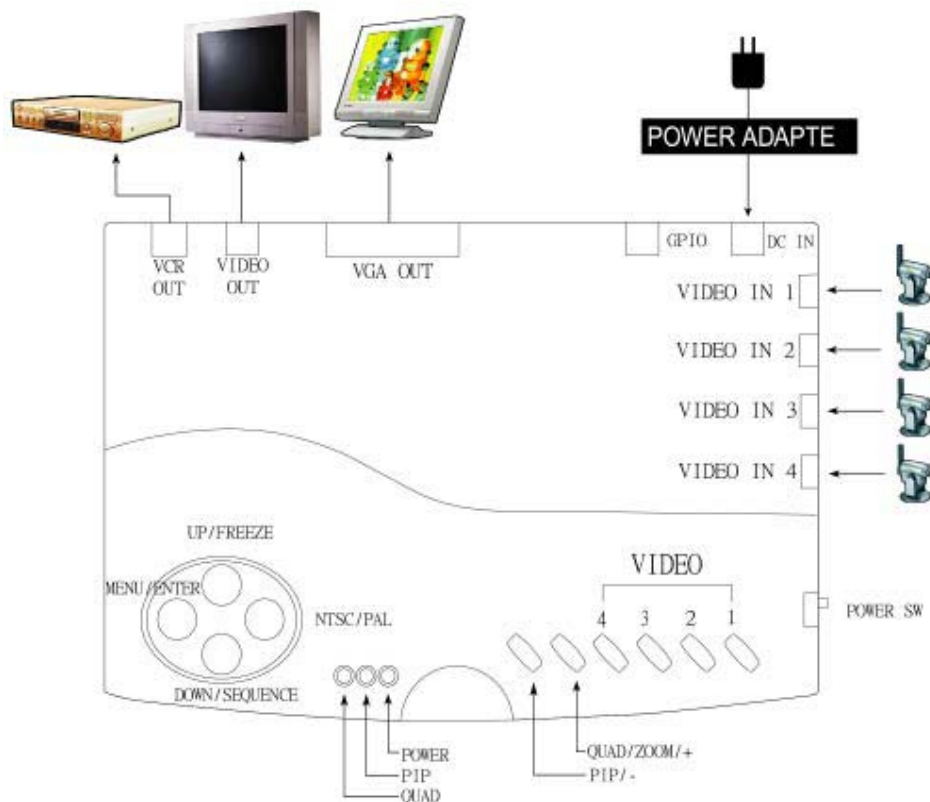 POWER ADAPTE
VCR
OUT
VIDEO
OUT
VGA OUT
GPIO
DC IN
VIDEO IN 1
VIDEO IN 2
VIDEO IN 3
VIDEO IN 4
UP/FREEZE
MENU/ENTER
NTSC/PAL
DOWN/SEQUENCE
VIDEO
4 3 2 1
POWER SW
POWER
PIP
QUAD
QUAD/ZOOM/+
PIP/-